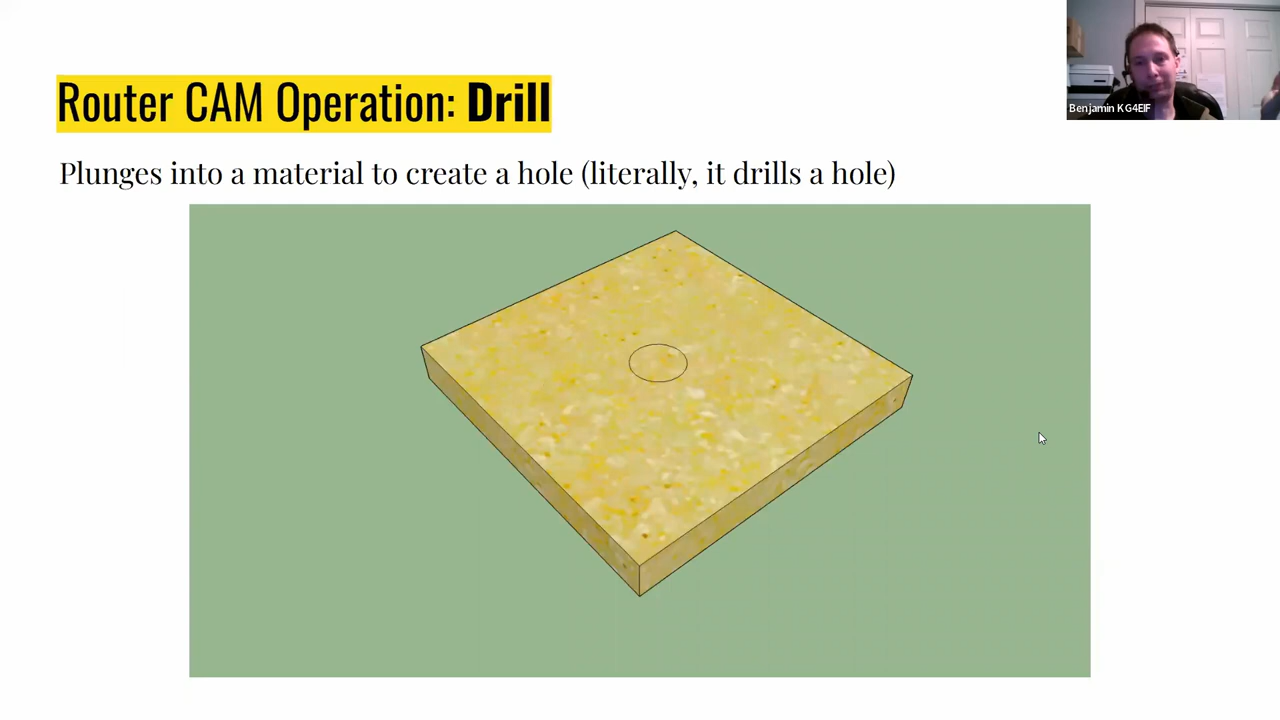 Router CAM Operation: Drill
Plunges into a material to create a hole (literally, it drills a hole)
Benjamin KG4EIF